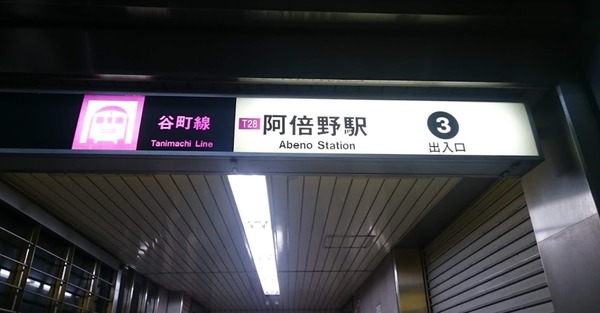 谷町線
Tanimachi Line
T28 阿倍野駅
Abeno Station
3
出入口